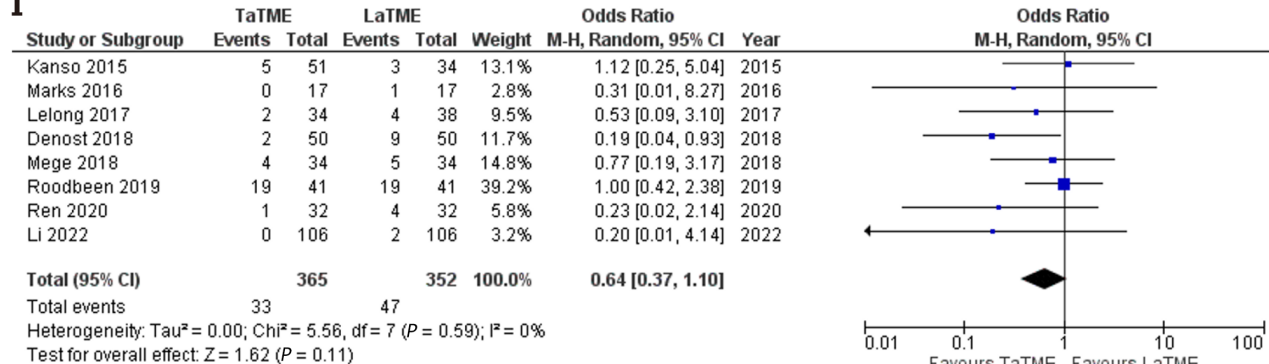 TaTME LaTME Odds Ratio Odds Ratio
Study or Subgroup Events Total Events Total Weight M-H, Random, 95% CI Year M-H, Random, 95% CI
Kanso 2015 5 51 3 34 13.1% 1.12 [0.25, 5.04] 2015
Marks 2016 0 17 1 17 2.8% 0.31 [0.01, 8.27] 2016
Lelong 2017 2 34 4 38 9.5% 0.53 [0.09, 3.10] 2017
Denost 2018 2 50 9 50 11.7% 0.19 [0.04, 0.93] 2018
Mege 2018 4 34 5 34 14.8% 0.77 [0.19, 3.17] 2018
Roodbeen 2019 19 41 19 41 39.2% 1.00 [0.42, 2.38] 2019
Ren 2020 1 32 4 32 5.8% 0.23 [0.02, 2.14] 2020
Li 2022 0 106 2 106 3.2% 0.20 [0.01, 4.14] 2022
Total (95% CI) 365 352 100.0% 0.64 [0.37, 1.10]
Total events 33 47
Heterogeneity: Tau² = 0.00; Chi² = 5.56, df = 7 (P = 0.59); I² = 0%
Test for overall effect: Z = 1.62 (P = 0.11)
0.01 0.1 1 10 100
Favours TaTME Favours LaTME